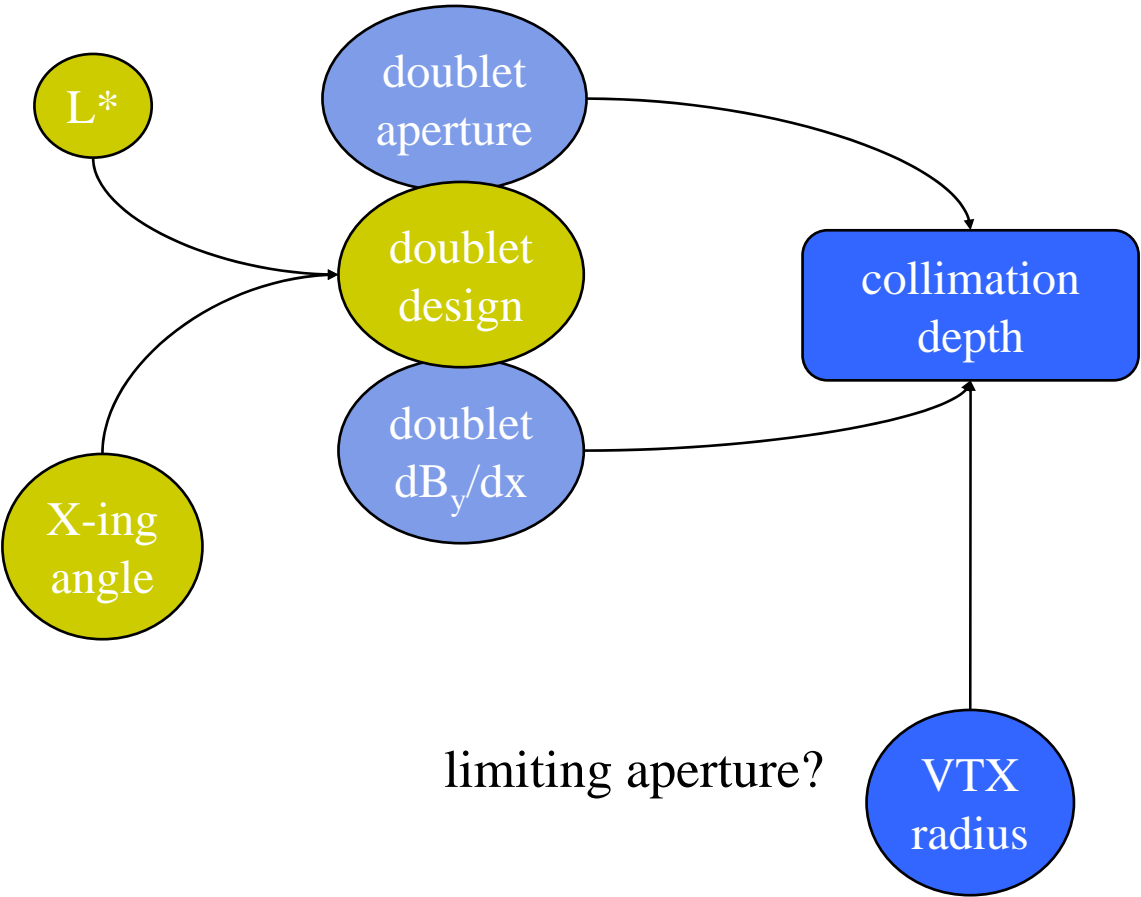 L*
doublet
aperture
doublet
design
collimation
depth
doublet
dBy/dx
X-ing
angle
limiting aperture?
VTX
radius